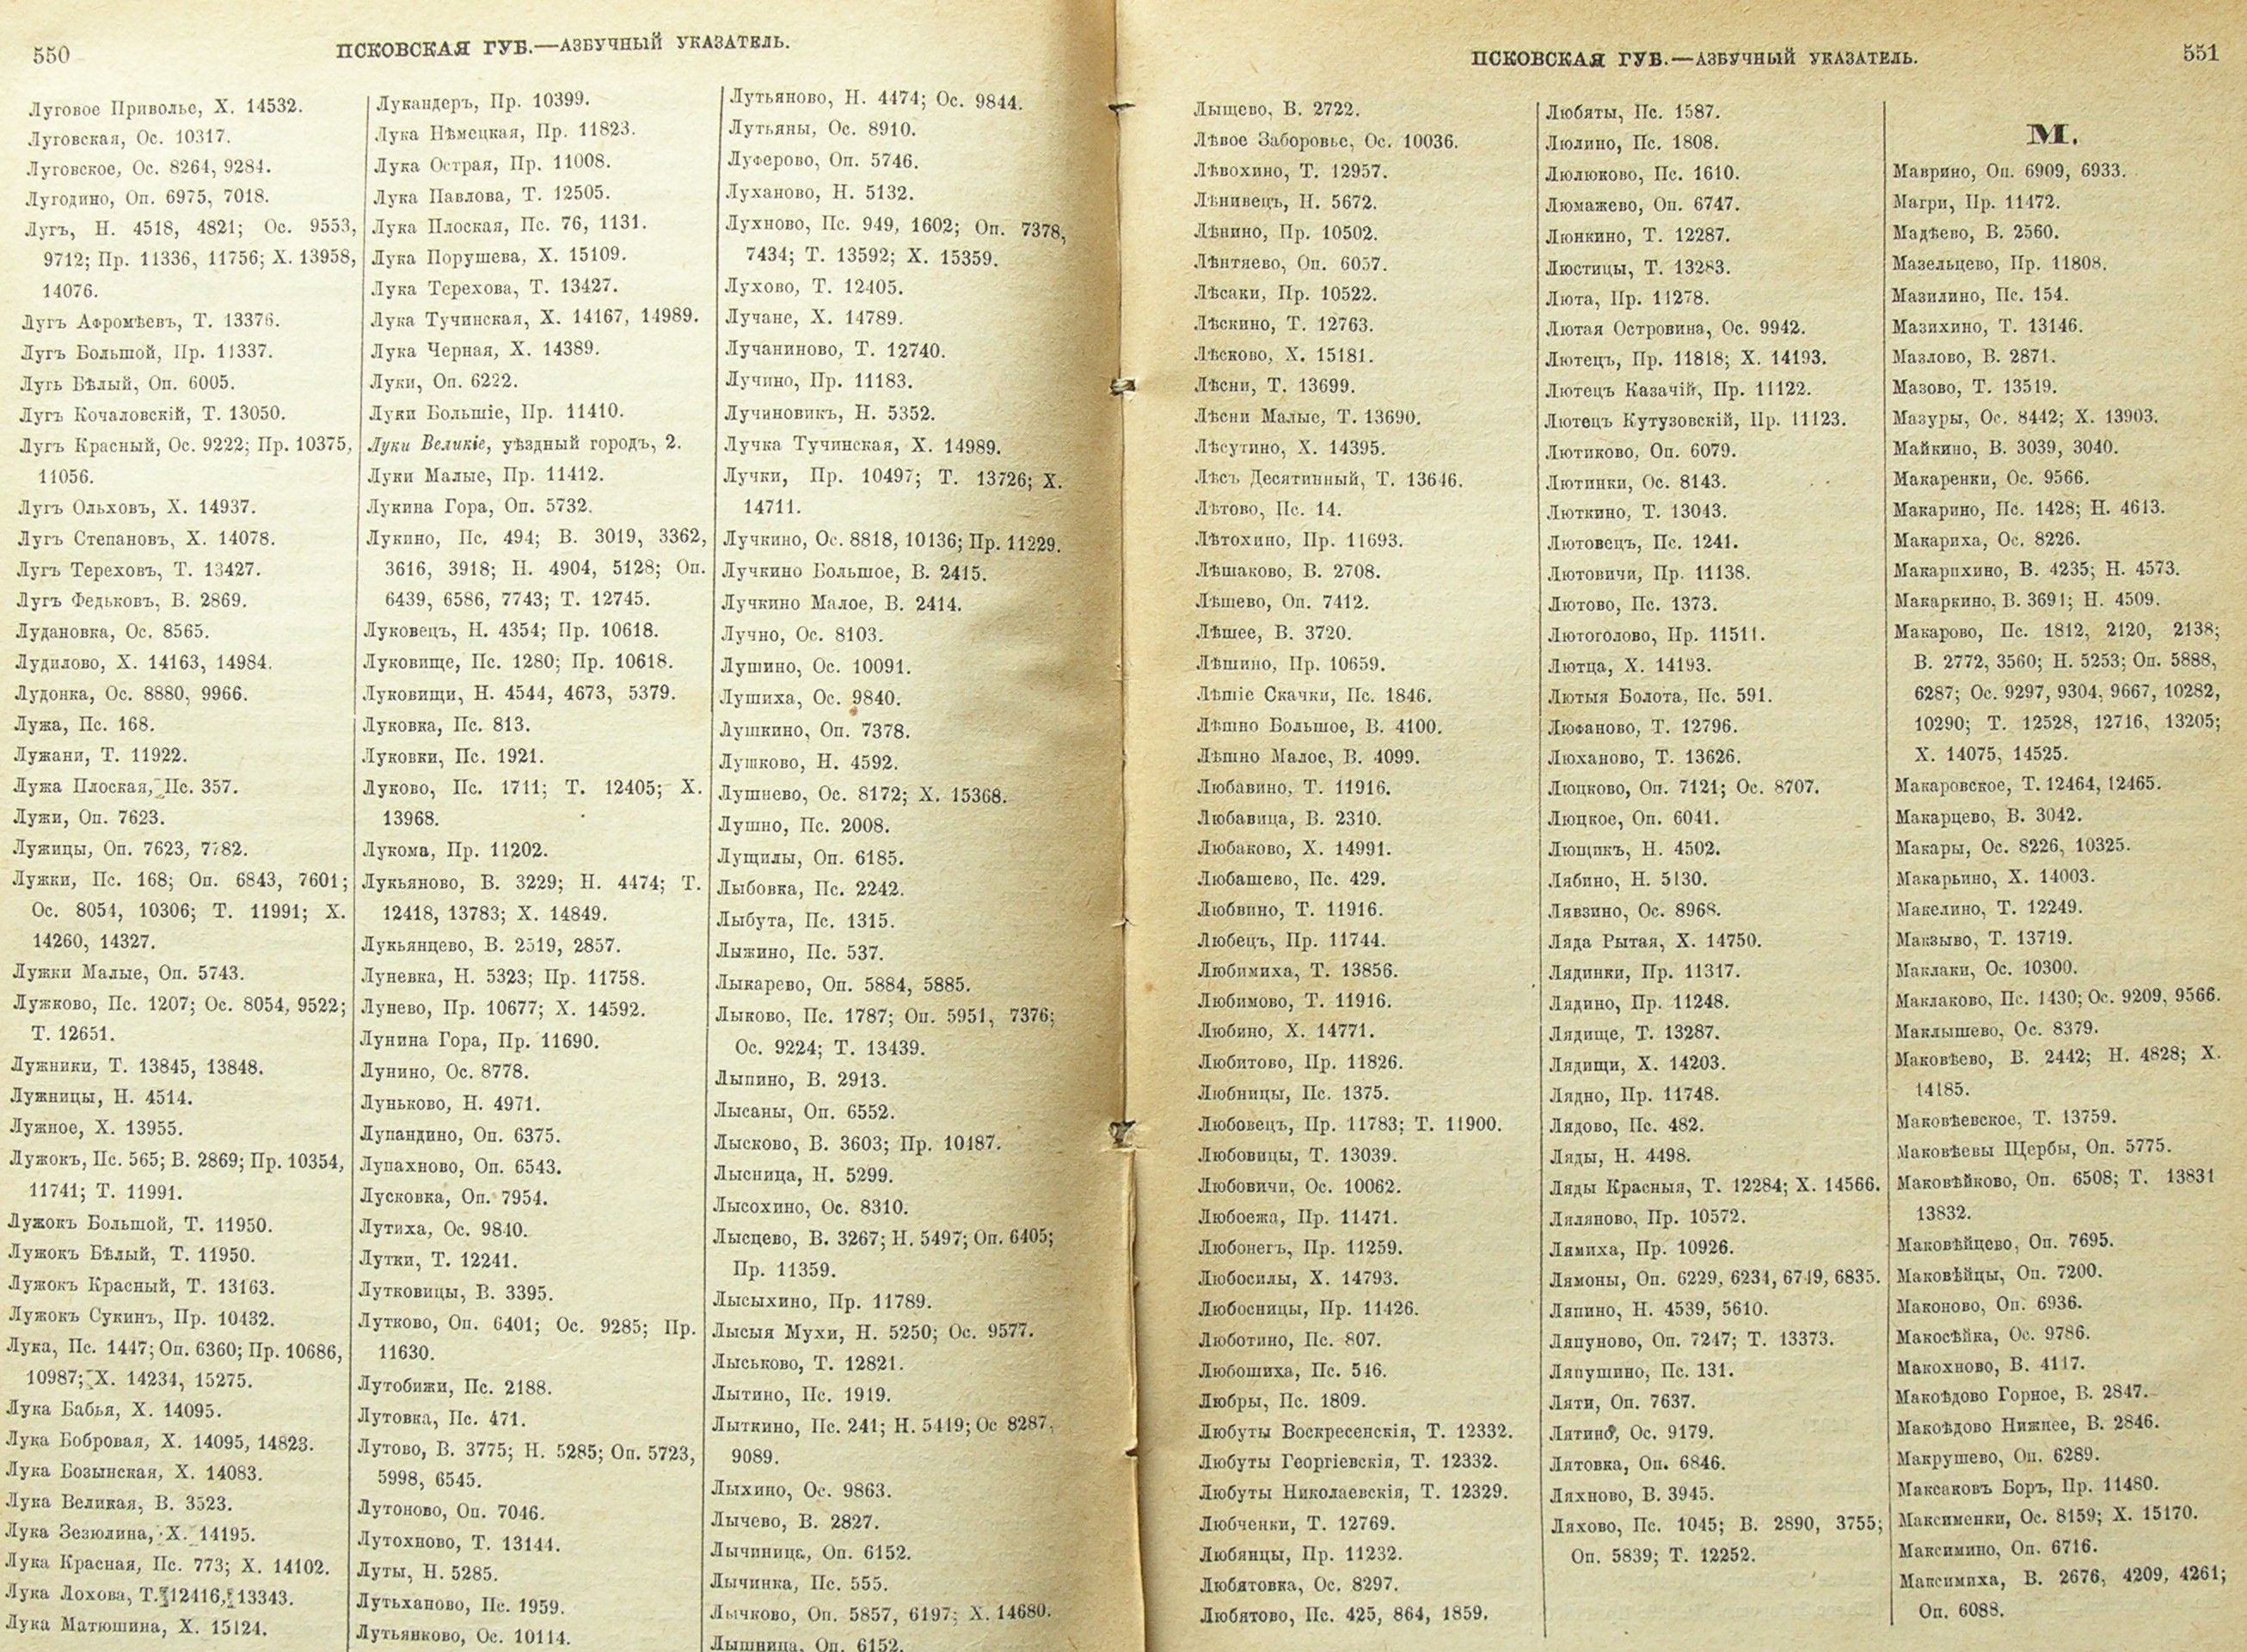 550
ПСКОВСКАЯ ГУБ.—АЗБУЧНЫЙ УКАЗАТЕЛЬ.
Луговое Приволье, Х. 14532.
Луговская, Ос. 10317.
Луговское, Ос. 8264, 9284.
Лугодино, Оп. 6975, 7018.
Лугъ, Н. 4518, 4821; Ос. 9553,
9712; Пр. 11336, 11756; Х. 13958,
14076.
Лугъ Афромѣевъ, Т. 13376.
Лугъ Большой, Пр. 11337.
Лугь Бѣлый, Оп. 6005.
Лугъ Кочаловскій, Т. 13050.
Лугъ Красный, Ос. 9222; Пр. 10375,
11056.
Лугъ Ольховъ, Х. 14937.
Лугъ Степановъ, Х. 14078.
Лугъ Тереховъ, Т. 13427.
Лугъ Федьковъ, В. 2869.
Лудановка, Ос. 8565.
Лудилово, Х. 14163, 14984.
Лудонка, Ос. 8880, 9966.
Лужа, Пс. 168.
Лужани, Т. 11922.
Лужа Плоская, Пс. 357.
Лужи, Оп. 7623.
Лужицы, Оп. 7623, 7782.
Лужки, Пс. 168; Оп. 6843, 7601;
Ос. 8054, 10306; Т. 11991; Х.
14260, 14327.
Лужки Малые, Оп. 5743.
Лужково, Пс. 1207; Ос. 8054, 9522;
Т. 12651.
Лужники, Т. 13845, 13848.
Лужницы, Н. 4514.
Лужное, Х. 13955.
Лужокъ, Пс. 565; В. 2869; Пр. 10354,
11741; Т. 11991.
Лужокъ Большой, Т. 11950.
Лужокъ Бѣлый, Т. 11950.
Лужокъ Красный, Т. 13163.
Лужокъ Сукинъ, Пр. 10432.
Лука, Пс. 1447; Оп. 6360; Пр. 10686,
10987; Х. 14234, 15275.
Лука Бабья, Х. 14095.
Лука Бобровая, Х. 14095, 14823.
Лука Бозынская, Х. 14083.
Лука Великая, В. 3523.
Лука Зезюлина, Х. 14195.
Лука Красная, Пс. 773; Х. 14102.
Лука Лохова, Т. 12416, 13343.
Лука Матюшина, Х. 15124.
Лукандеръ, Пр. 10399.
Лука Нѣмецкая, Пр. 11823.
Лука Острая, Пр. 11008.
Лука Павлова, Т. 12505.
Лука Плоская, Пс. 76, 1131.
Лука Порушева, Х. 15109.
Лука Терехова, Т. 13427.
Лука Тучинская, Х. 14167, 14989.
Лука Черная, Х. 14389.
Луки, Оп. 6222.
Луки Большіе, Пр. 11410.
Луки Великіе, уѣздный городъ, 2.
Луки Малые, Пр. 11412.
Лукина Гора, Оп. 5732.
Лукино, Пс. 494; В. 3019, 3362,
3616, 3918; Н. 4904, 5128; Оп.
6439, 6586, 7743; Т. 12745.
Луковецъ, Н. 4354; Пр. 10618.
Луковище, Пс. 1280; Пр. 10618.
Луковищи, Н. 4544, 4673, 5379.
Луковка, Пс. 813.
Луковки, Пс. 1921.
Луково, Пс. 1711; Т. 12405; Х.
13968.
Лукома, Пр. 11202.
Лукьяново, В. 3229; Н. 4474; Т.
12418, 13783; Х. 14849.
Лукьянцево, В. 2519, 2857.
Луневка, Н. 5323; Пр. 11758.
Лунево, Пр. 10677; Х. 14592.
Лунина Гора, Пр. 11690.
Лунино, Ос. 8778.
Луньково, Н. 4971.
Лупандино, Оп. 6375.
Лупахново, Оп. 6543.
Лусковка, Оп. 7954.
Лутиха, Ос. 9840.
Лутки, Т. 12241.
Лутковицы, В. 3395.
Лутково, Оп. 6401; Ос. 9285; Пр.
11630.
Лутобижи, Пс. 2188.
Лутовка, Пс. 471.
Лутово, В. 3775; Н. 5285; Оп. 5723,
5998, 6545.
Лутоново, Оп. 7046.
Лутохново, Т. 13144.
Луты, Н. 5285.
Лутьханово, Пс. 1959.
Лутьянково, Ос. 10114.
Лутьяново, Н. 4474; Ос. 9844.
Лутьяны, Ос. 8910.
Луферово, Оп. 5746.
Луханово, Н. 5132.
Лухново, Пс. 949, 1602; Оп. 7378,
7434; Т. 13592; Х. 15359.
Лухово, Т. 12405.
Лучане, Х. 14789.
Лучаниново, Т. 12740.
Лучино, Пр. 11183.
Лучиновикъ, Н. 5352.
Лучка Тучинская, Х. 14989.
Лучки, Пр. 10497; Т. 13726; Х.
14711.
Лучкино, Ос. 8818, 10136; Пр. 11229.
Лучкино Большое, В. 2415.
Лучкино Малое, В. 2414.
Лучно, Ос. 8103.
Лушино, Ос. 10091.
Лушиха, Ос. 9840.
Лушкино, Оп. 7378.
Лушково, Н. 4592.
Лушнево, Ос. 8172; Х. 15368.
Лушно, Пс. 2008.
Лущилы, Оп. 6185.
Лыбовка, Пс. 2242.
Лыбута, Пс. 1315.
Лыжино, Пс. 537.
Лыкарево, Оп. 5884, 5885.
Лыково, Пс. 1787; Оп. 5951, 7376;
Ос. 9224; Т. 13439.
Лыпино, В. 2913.
Лысаны, Оп. 6552.
Лысково, В. 3603; Пр. 10187.
Лысница, Н. 5299.
Лысохино, Ос. 8310.
Лысцево, В. 3267; Н. 5497; Оп. 6405;
Пр. 11359.
Лысыхино, Пр. 11789.
Лысыя Мухи, Н. 5250; Ос. 9577.
Лыськово, Т. 12821.
Лытино, Пс. 1919.
Лыткино, Пс. 241; Н. 5419; Ос 8287,
9089.
Лыхино, Ос. 9863.
Лычево, В. 2827.
Лычиница, Оп. 6152.
Лычинка, Пс. 555.
Лычково, Оп. 5857, 6197; Х. 14680.
Лышница, Оп. 6152.
ПСКОВСКАЯ ГУБ.—АЗБУЧНЫЙ УКАЗАТЕЛЬ.
551
Лыщево, В. 2722.
Лѣвое Заборовье, Ос. 10036.
Лѣвохино, Т. 12957.
Лѣнивецъ, Н. 5672.
Лѣнино, Пр. 10502.
Лѣнтяево, Оп. 6057.
Лѣсаки, Пр. 10522.
Лѣскино, Т. 12763.
Лѣсково, Х. 15181.
Лѣсни, Т. 13699.
Лѣсни Малые, Т. 13690.
Лѣсутино, Х. 14395.
Лѣсъ Десятинный, Т. 13646.
Лѣтово, Пс. 14.
Лѣтохино, Пр. 11693.
Лѣшаково, В. 2708.
Лѣшево, Оп. 7412.
Лѣшее, В. 3720.
Лѣшино, Пр. 10659.
Лѣшіе Скачки, Пс. 1846.
Лѣшно Большое, В. 4100.
Лѣшно Малое, В. 4099.
Любавино, Т. 11916.
Любавица, В. 2310.
Любаково, Х. 14991.
Любашево, Пс. 429.
Любвино, Т. 11916.
Любецъ, Пр. 11744.
Любимиха, Т. 13856.
Любимово, Т. 11916.
Любино, Х. 14771.
Любитово, Пр. 11826.
Любницы, Пс. 1375.
Любовецъ, Пр. 11783; Т. 11900.
Любовицы, Т. 13039.
Любовичи, Ос. 10062.
Любоежа, Пр. 11471.
Любонегъ, Пр. 11259.
Любосилы, Х. 14793.
Любосницы, Пр. 11426.
Люботино, Пс. 807.
Любошиха, Пс. 546.
Любры, Пс. 1809.
Любуты Воскресенскія, Т. 12332.
Любуты Георгіевскія, Т. 12332.
Любуты Николаевскія, Т. 12329.
Любченки, Т. 12769.
Любянцы, Пр. 11232.
Любятовка, Ос. 8297.
Любятово, Пс. 425, 864, 1859.
Любяты, Пс. 1587.
Люлино, Пс. 1808.
Люлюково, Пс. 1610.
Люмажево, Оп. 6747.
Люнкино, Т. 12287.
Люстицы, Т. 13283.
Люта, Пр. 11278.
Лютая Островина, Ос. 9942.
Лютецъ, Пр. 11818; Х. 14193.
Лютецъ Казачій, Пр. 11122.
Лютецъ Кутузовскій, Пр. 11123.
Лютиково, Оп. 6079.
Лютинки, Ос. 8143.
Люткино, Т. 13043.
Лютовецъ, Пс. 1241.
Лютовичи, Пр. 11138.
Лютово, Пс. 1373.
Лютоголово, Пр. 11511.
Лютца, Х. 14193.
Лютыя Болота, Пс. 591.
Люфаново, Т. 12796.
Люханово, Т. 13626.
Люцково, Оп. 7121; Ос. 8707.
Люцкое, Оп. 6041.
Лющикъ, Н. 4502.
Лябино, Н. 5130.
Лявзино, Ос. 8968.
Ляда Рытая, Х. 14750.
Лядинки, Пр. 11317.
Лядино, Пр. 11248.
Лядище, Т. 13287.
Лядищи, Х. 14203.
Лядно, Пр. 11748.
Лядово, Пс. 482.
Ляды, Н. 4498.
Ляды Красныя, Т. 12284; Х. 14566.
Ляляново, Пр. 10572.
Лямиха, Пр. 10926.
Лямоны, Оп. 6229, 6234, 6749, 6835.
Ляпино, Н. 4539, 5610.
Ляпуново, Оп. 7247; Т. 13373.
Ляпушино, Пс. 131.
Ляти, Оп. 7637.
Лятино, Ос. 9179.
Лятовка, Оп. 6846.
Ляхново, В. 3945.
Ляхово, Пс. 1045; В. 2890, 3755;
Оп. 5839; Т. 12252.
М.
Маврино, Оп. 6909, 6933.
Магри, Пр. 11472.
Мадѣево, В. 2560.
Мазельцево, Пр. 11808.
Мазилино, Пс. 154.
Мазихино, Т. 13146.
Мазлово, В. 2871.
Мазово, Т. 13519.
Мазуры, Ос. 8442; Х. 13903.
Майкино, В. 3039, 3040.
Макаренки, Ос. 9566.
Макарино, Пс. 1428; Н. 4613.
Макариха, Ос. 8226.
Макарихино, В. 4235; Н. 4573.
Макаркино, В. 3691; Н. 4509.
Макарово, Пс. 1812, 2120, 2138;
В. 2772, 3560; Н. 5253; Оп. 5888,
6287; Ос. 9297, 9304, 9667, 10282,
10290; Т. 12528, 12716, 13205;
Х. 14075, 14525.
Макаровское, Т. 12464, 12465.
Макарцево, В. 3042.
Макары, Ос. 8226, 10325.
Макарьино, Х. 14003.
Макелино, Т. 12249.
Макзыво, Т. 13719.
Маклаки, Ос. 10300.
Маклаково, Пс. 1430; Ос. 9209, 9566.
Маклышево, Ос. 8379.
Маковѣево, В. 2442; Н. 4828; Х.
14185.
Маковѣевское, Т. 13759.
Маковѣевы Щербы, Оп. 5775.
Маковѣйково, Оп. 6508; Т. 13831
13832.
Маковѣйцево, Оп. 7695.
Маковѣйцы, Оп. 7200.
Маконово, Оп. 6936.
Макосѣйка, Ос. 9786.
Макохново, В. 4117.
Макоѣдово Горное, В. 2847.
Макоѣдово Нижнее, В. 2846.
Макрушево, Оп. 6289.
Максаковъ Боръ, Пр. 11480.
Максименки, Ос. 8159; Х. 15170.
Максимино, Оп. 6716.
Максимиха, В. 2676, 4209, 4261;
Оп. 6088.